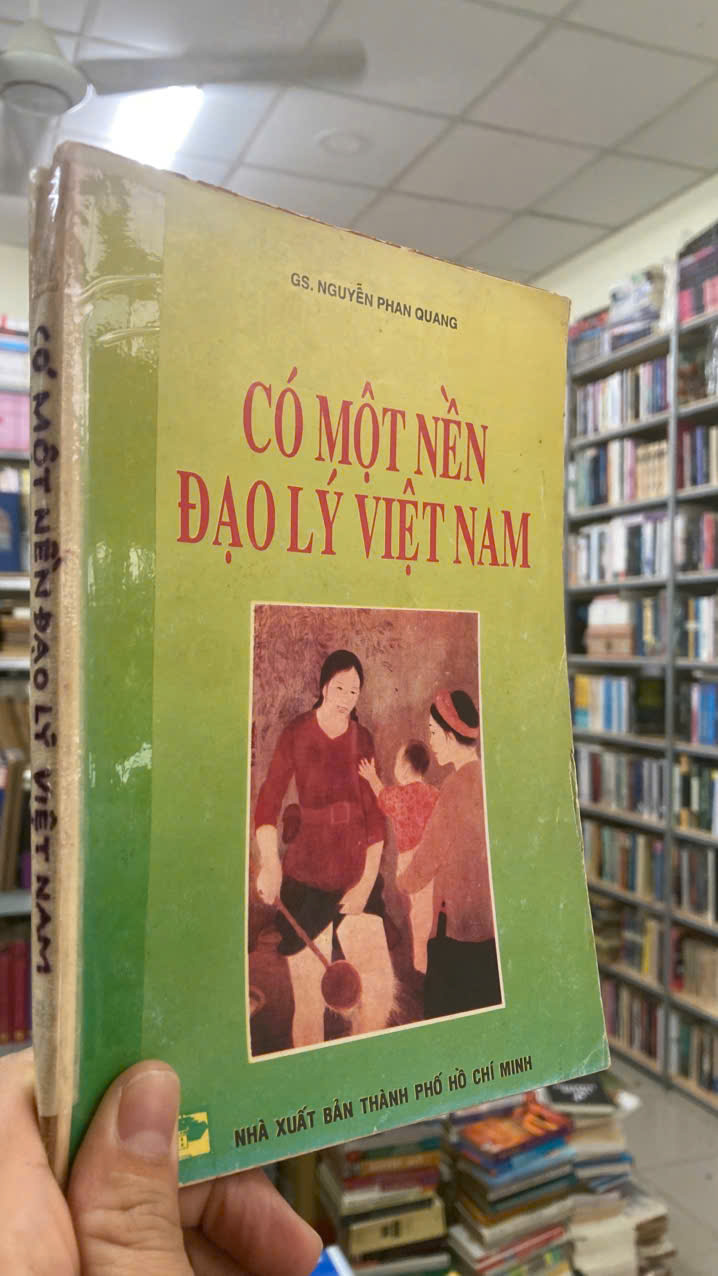 GS. NGUYỄN PHAN QUANG
CÓ MỘT NỀN
ĐẠO LÝ VIỆT NAM
NHÀ XUẤT BẢN THÀNH PHỐ HỒ CHÍ MINH
CÓ MỘT NỀN ĐẠO LÝ VIỆT NAM